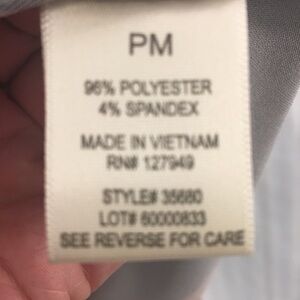 PM
96% POLYESTER
4% SPANDEX
MADE IN VIETNAM
RN# 127949
STYLE# 35680
LOT# 60000833
SEE REVERSE FOR CARE